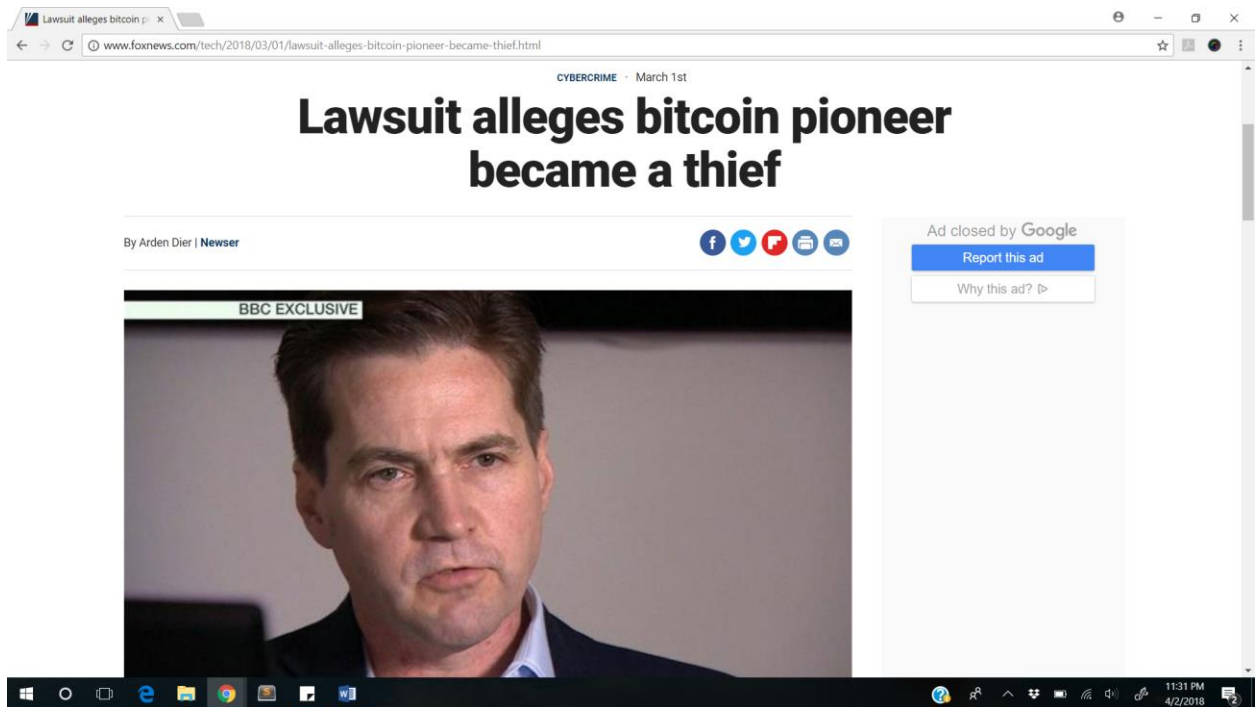 Lawsuit alleges bitcoin p
www.foxnews.com/tech/2018/03/01/lawsuit-alleges-bitcoin-pioneer-became-thief.html
CYBERCRIME · March 1st
Lawsuit alleges bitcoin pioneer
became a thief
By Arden Dier | Newser
Ad closed by Google
Report this ad
Why this ad?
BBC EXCLUSIVE
11:31 PM
4/2/2018
2